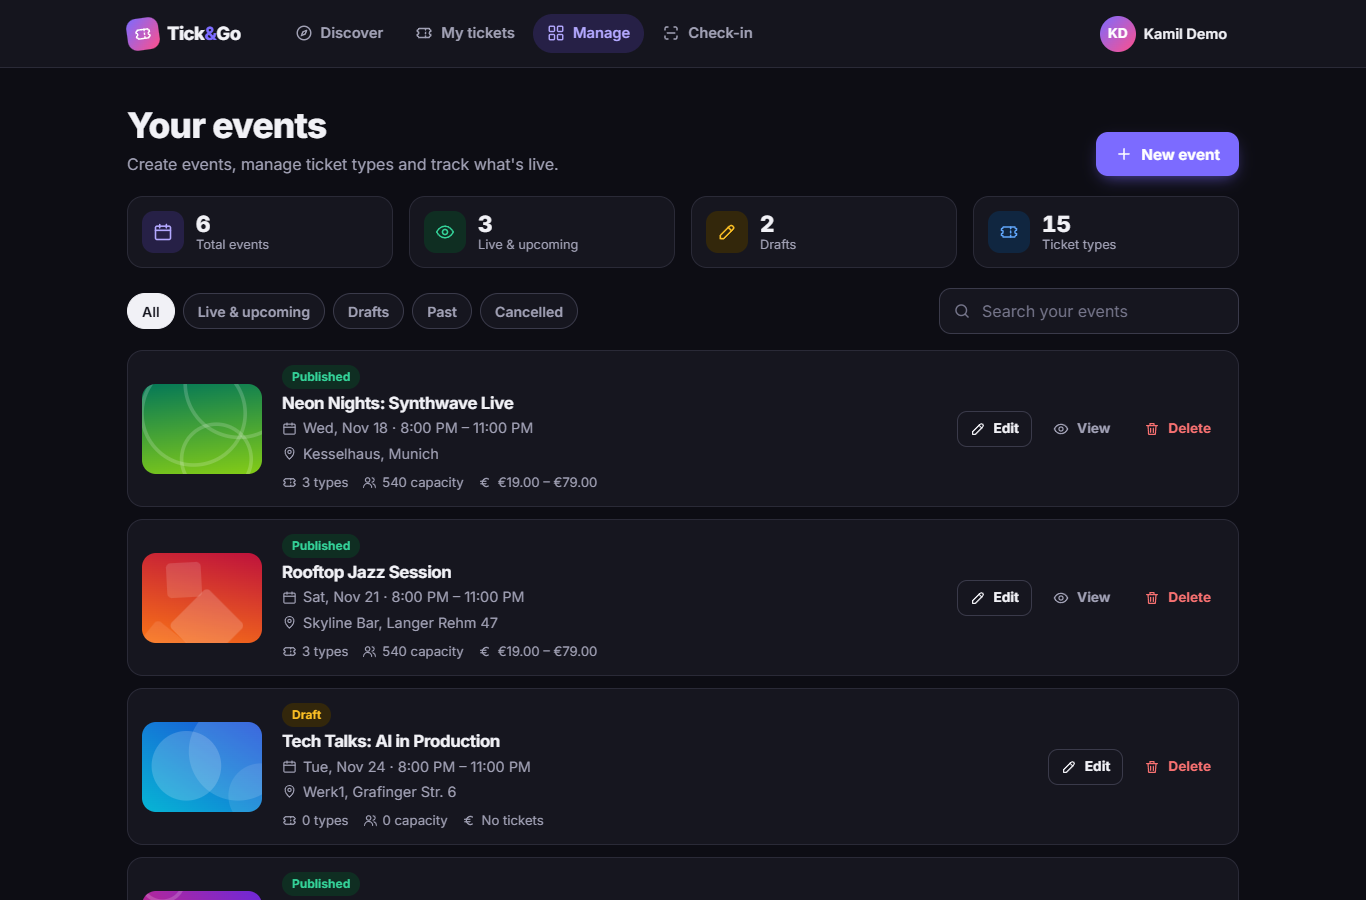 Tick&Go
Discover
My tickets
Manage
Check-in
KD
Kamil Demo
Your events
Create events, manage ticket types and track what's live.
New event
6
Total events
3
Live & upcoming
2
Drafts
15
Ticket types
All
Live & upcoming
Drafts
Past
Cancelled
Search your events
Published
Neon Nights: Synthwave Live
Wed, Nov 18 · 8:00 PM – 11:00 PM
Kesselhaus, Munich
3 types 540 capacity € €19.00 – €79.00
Edit
View
Delete
Published
Rooftop Jazz Session
Sat, Nov 21 · 8:00 PM – 11:00 PM
Skyline Bar, Langer Rehm 47
3 types 540 capacity € €19.00 – €79.00
Edit
View
Delete
Draft
Tech Talks: AI in Production
Tue, Nov 24 · 8:00 PM – 11:00 PM
Werk1, Grafinger Str. 6
0 types 0 capacity € No tickets
Edit
Delete
Published